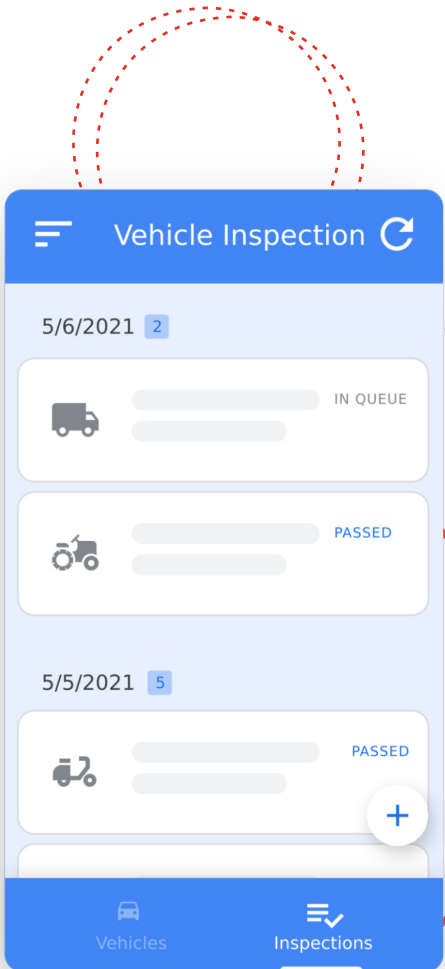 Vehicle Inspection
5/6/2021 2
IN QUEUE
PASSED
5/5/2021 5
PASSED
+
Vehicles Inspections